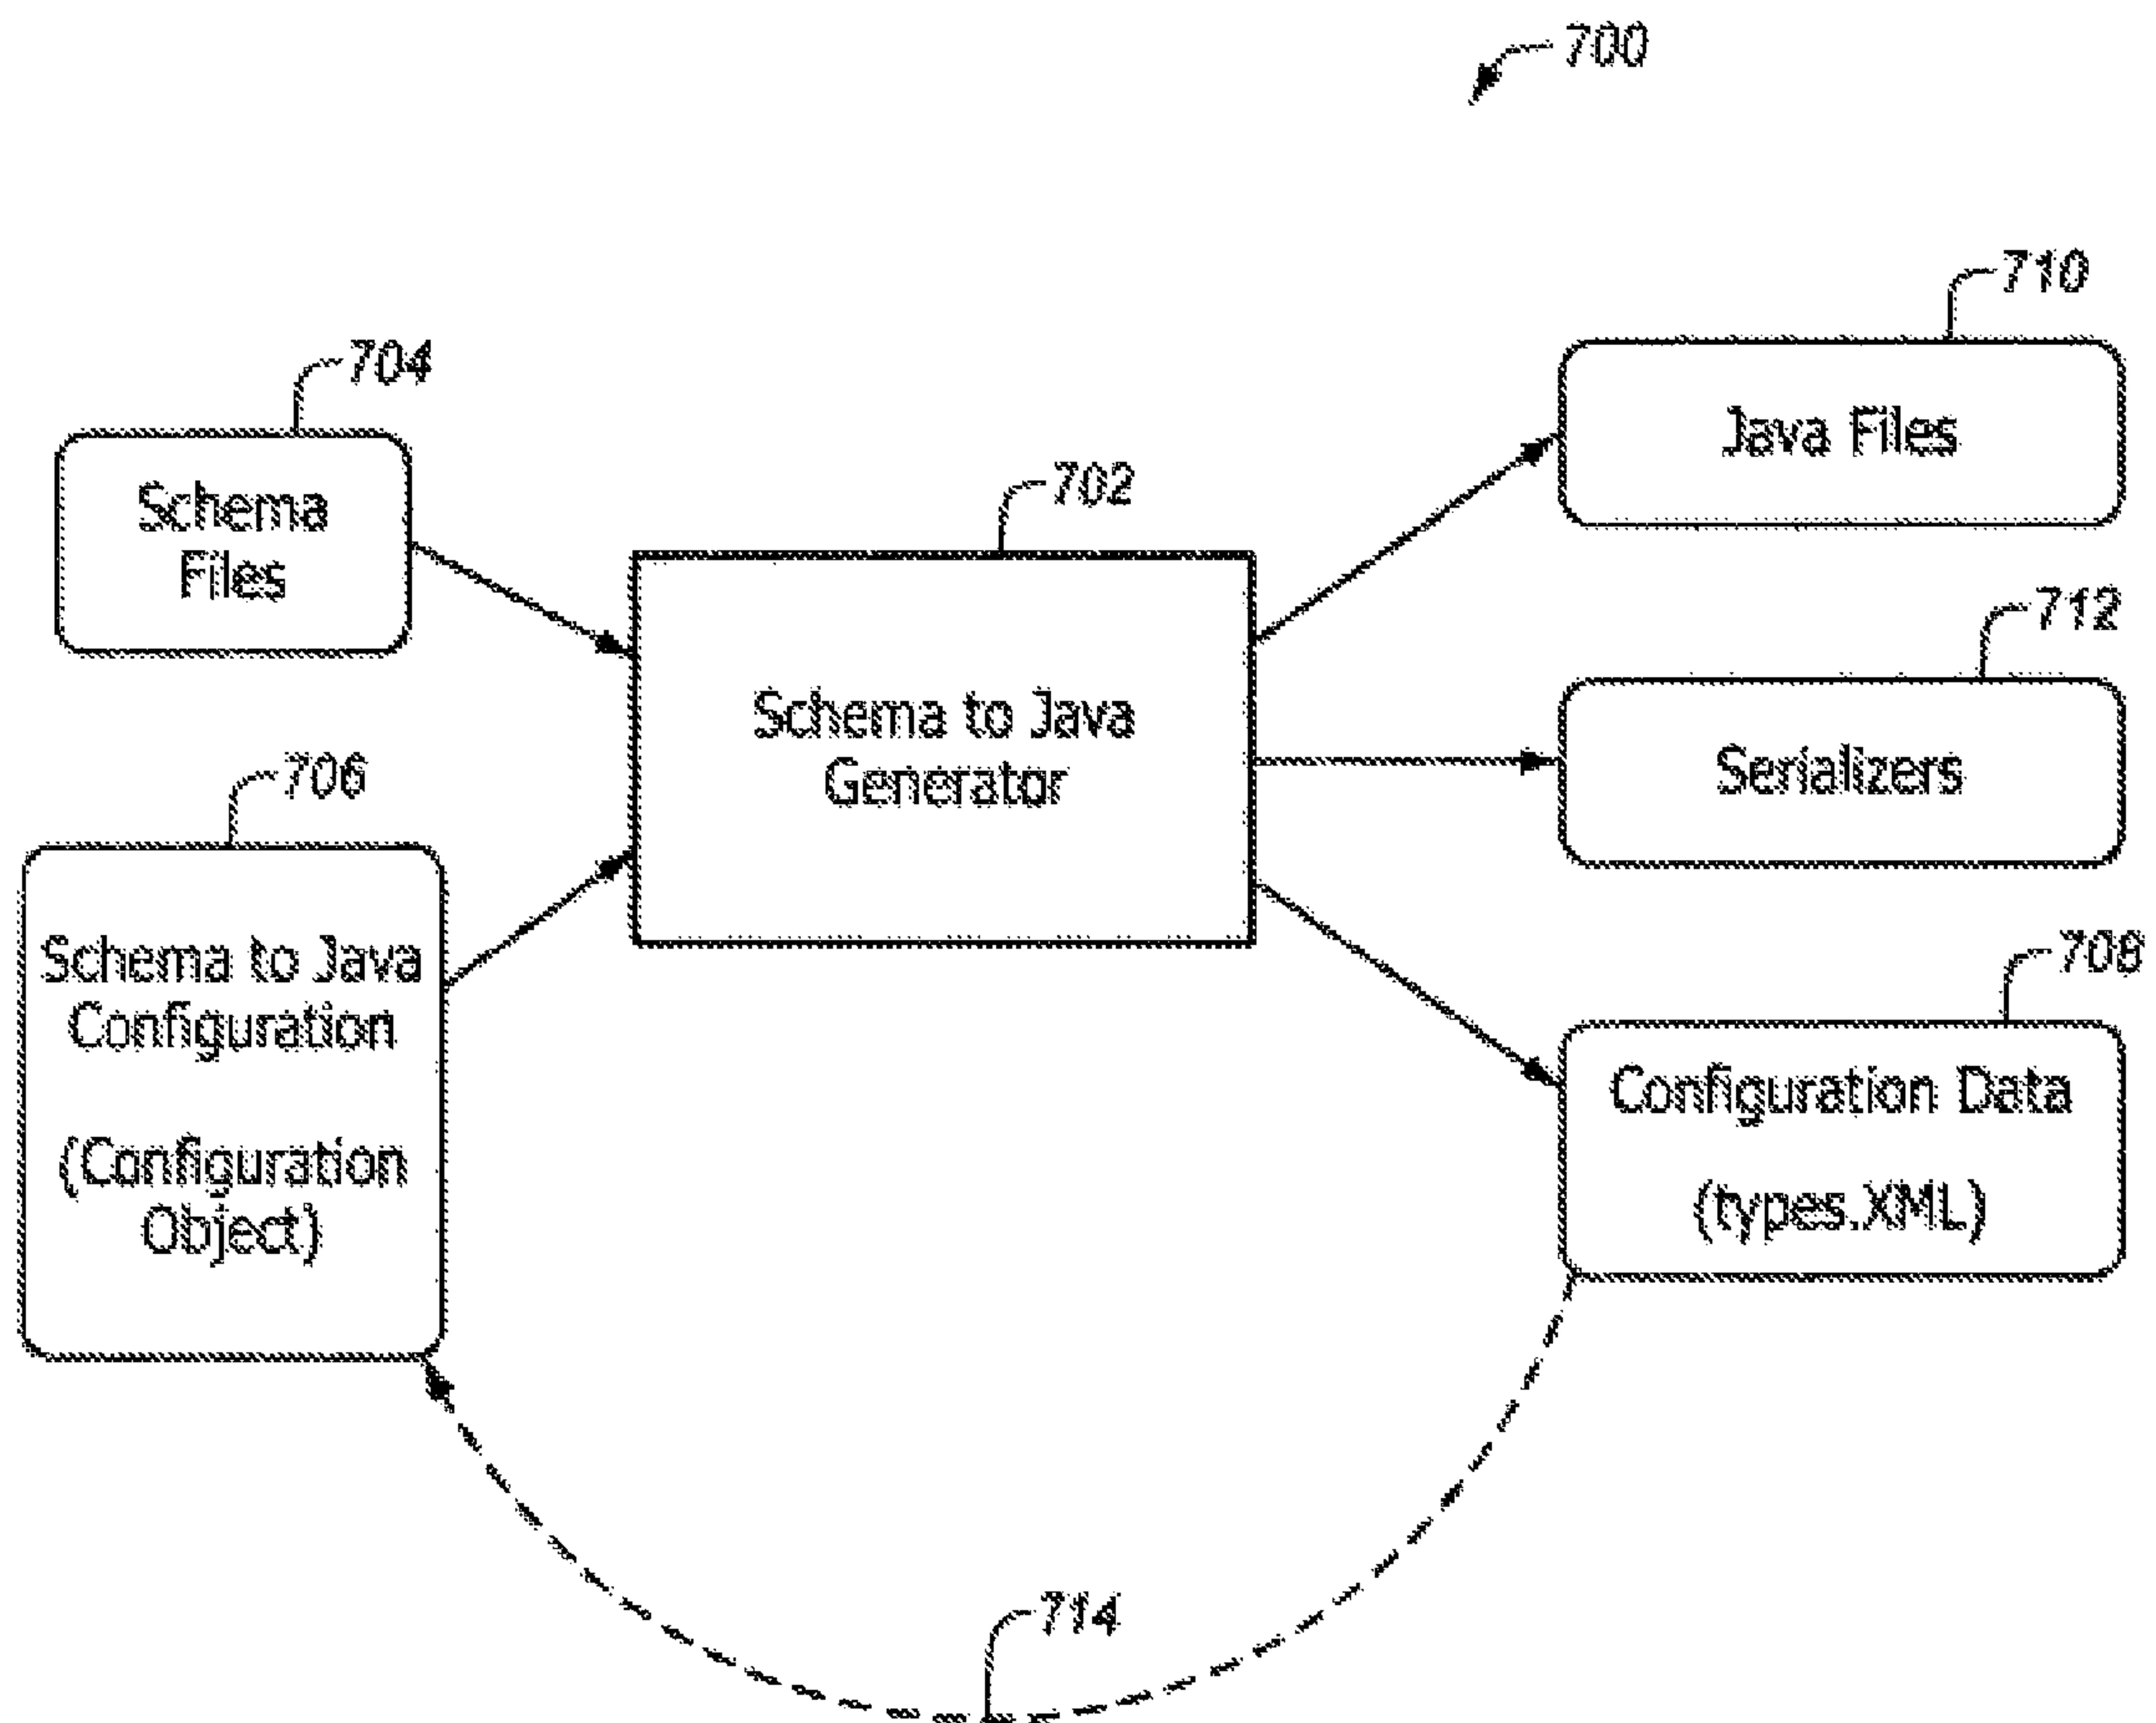 700
710
704
Java Files
Schema
Files
702
712
Schema to Java
Generator
Serializers
706
708
Schema to Java
Configuration
(Configuration
Object)
Configuration Data
(types.XML)
714